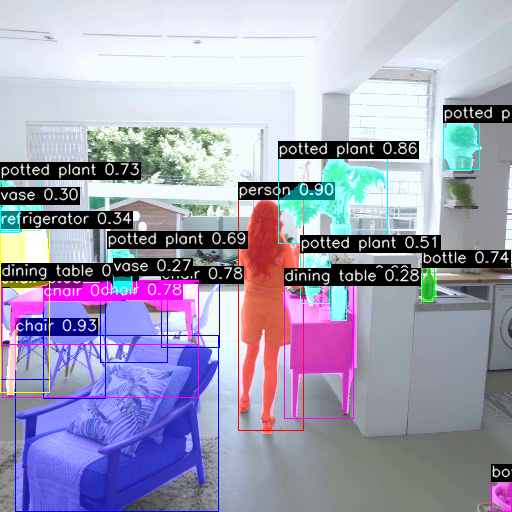 potted p
potted plant 0.86
potted plant 0.73
person 0.90
vase 0.30
refrigerator 0.34
potted plant 0.69
potted plant 0.51
bottle 0.74
vase 0.27
chair 0.78
dining table 0
dining table 0.28
chair 0
chair 0.78
chair 0.93
bo